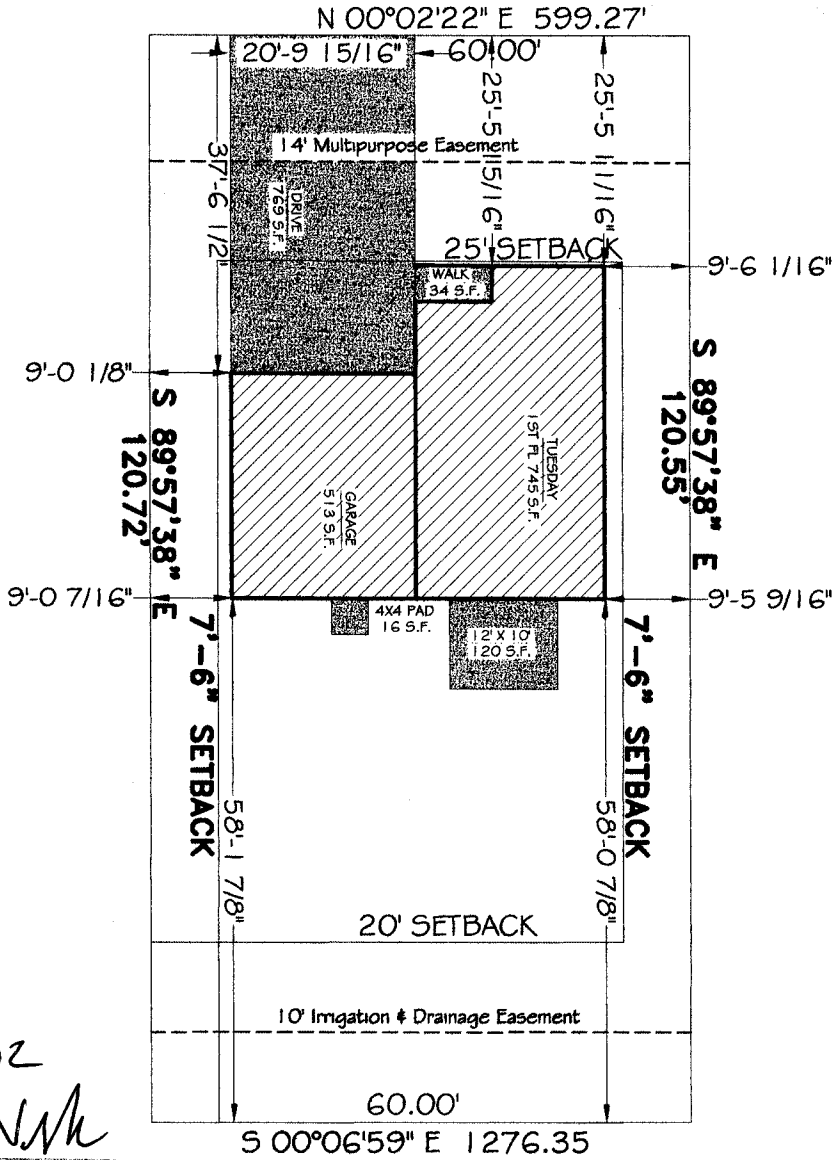 N 00°02'22" E 599.27'
20'-9 15/16"
60.00'
25'-5 15/16"
25'-5 11/16"
37'-6 1/2"
14' Multipurpose Easement
DRIVE
769 S.F.
25' SETBACK
WALK
34 S.F.
9'-6 1/16"
9'-0 1/8"
S 89°57'38" E
120.72'
S 89°57'38" E
120.55'
TUESDAY
1ST FL 745 S.F.
GARAGE
513 S.F.
9'-0 7/16"
9'-5 9/16"
4X4 PAD
16 S.F.
12' X 10'
120 S.F.
7'-6" SETBACK
7'-6" SETBACK
58'-1 7/8"
58'-0 7/8"
20' SETBACK
10' Irrigation & Drainage Easement
60.00'
S 00°06'59" E 1276.35